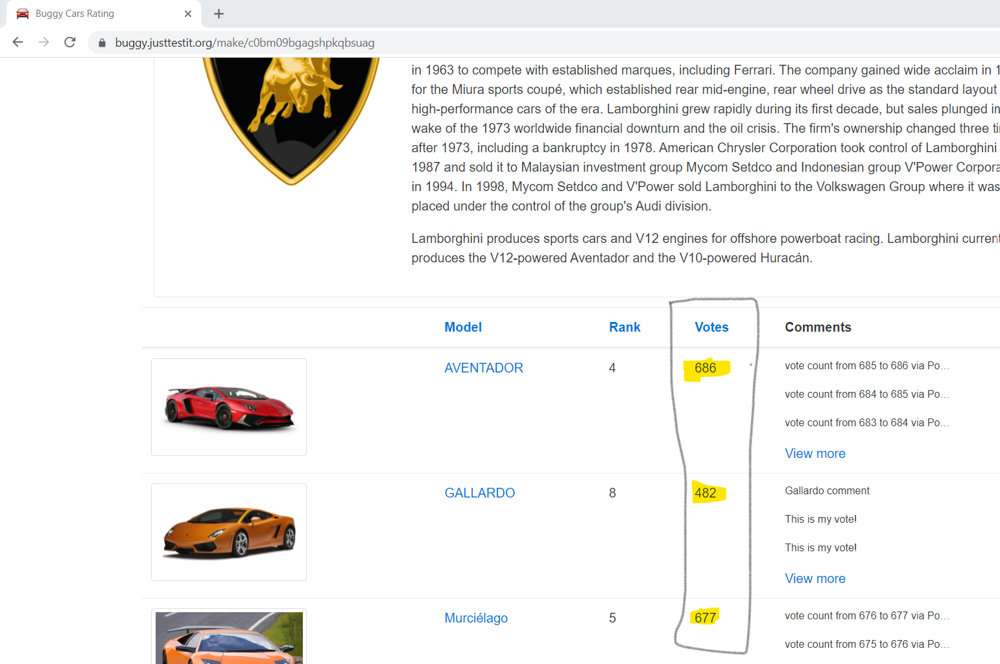 Buggy Cars Rating
buggy.justtestit.org/make/c0bm09bgagshpkqbsuag
in 1963 to compete with established marques, including Ferrari. The company gained wide acclaim in 1
for the Miura sports coupé, which established rear mid-engine, rear wheel drive as the standard layout
high-performance cars of the era. Lamborghini grew rapidly during its first decade, but sales plunged in
wake of the 1973 worldwide financial downturn and the oil crisis. The firm's ownership changed three ti
after 1973, including a bankruptcy in 1978. American Chrysler Corporation took control of Lamborghini
1987 and sold it to Malaysian investment group Mycom Setdco and Indonesian group V'Power Corpora
in 1994. In 1998, Mycom Setdco and V'Power sold Lamborghini to the Volkswagen Group where it was
placed under the control of the group's Audi division.
Lamborghini produces sports cars and V12 engines for offshore powerboat racing. Lamborghini current
produces the V12-powered Aventador and the V10-powered Huracán.
Model Rank Votes Comments
AVENTADOR 4 686 vote count from 685 to 686 via Po...
vote count from 684 to 685 via Po...
vote count from 683 to 684 via Po...
View more
GALLARDO 8 482 Gallardo comment
This is my vote!
This is my vote!
View more
Murciélago 5 677 vote count from 676 to 677 via Po...
vote count from 675 to 676 via Po...